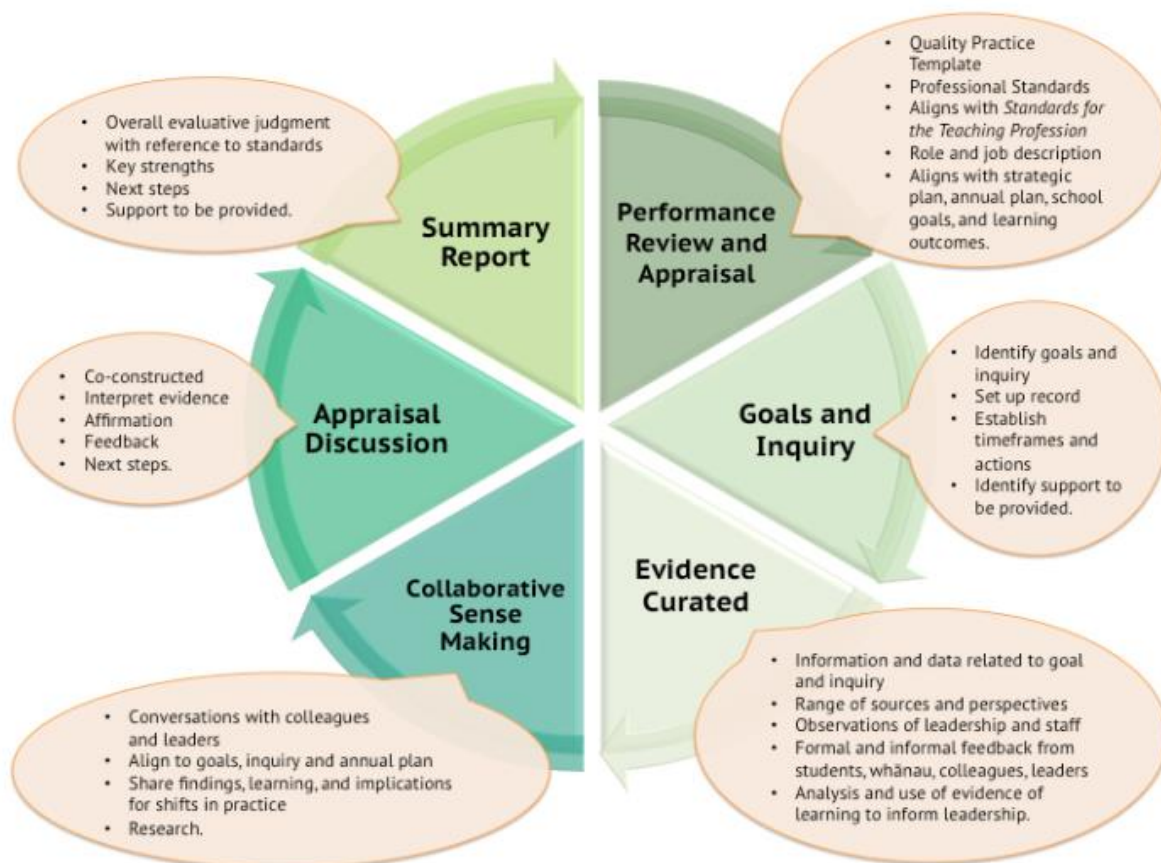 • Quality Practice
Template
• Professional Standards
• Aligns with Standards for
the Teaching Profession
• Role and job description
• Aligns with strategic
plan, annual plan, school
goals, and learning
outcomes.
Performance
Review and
Appraisal
• Identify goals and
inquiry
• Set up record
• Establish
timeframes and
actions
• Identify support to
be provided.
Goals and
Inquiry
Evidence
Curated
• Information and data related to goal
and inquiry
• Range of sources and perspectives
• Observations of leadership and staff
• Formal and informal feedback from
students, whānau, colleagues, leaders
• Analysis and use of evidence of
learning to inform leadership.
Collaborative
Sense
Making
• Conversations with colleagues
and leaders
• Align to goals, inquiry and annual plan
• Share findings, learning, and implications
for shifts in practice
• Research.
Appraisal
Discussion
• Co-constructed
• Interpret evidence
• Affirmation
• Feedback
• Next steps.
Summary
Report
• Overall evaluative judgment
with reference to standards
• Key strengths
• Next steps
• Support to be provided.